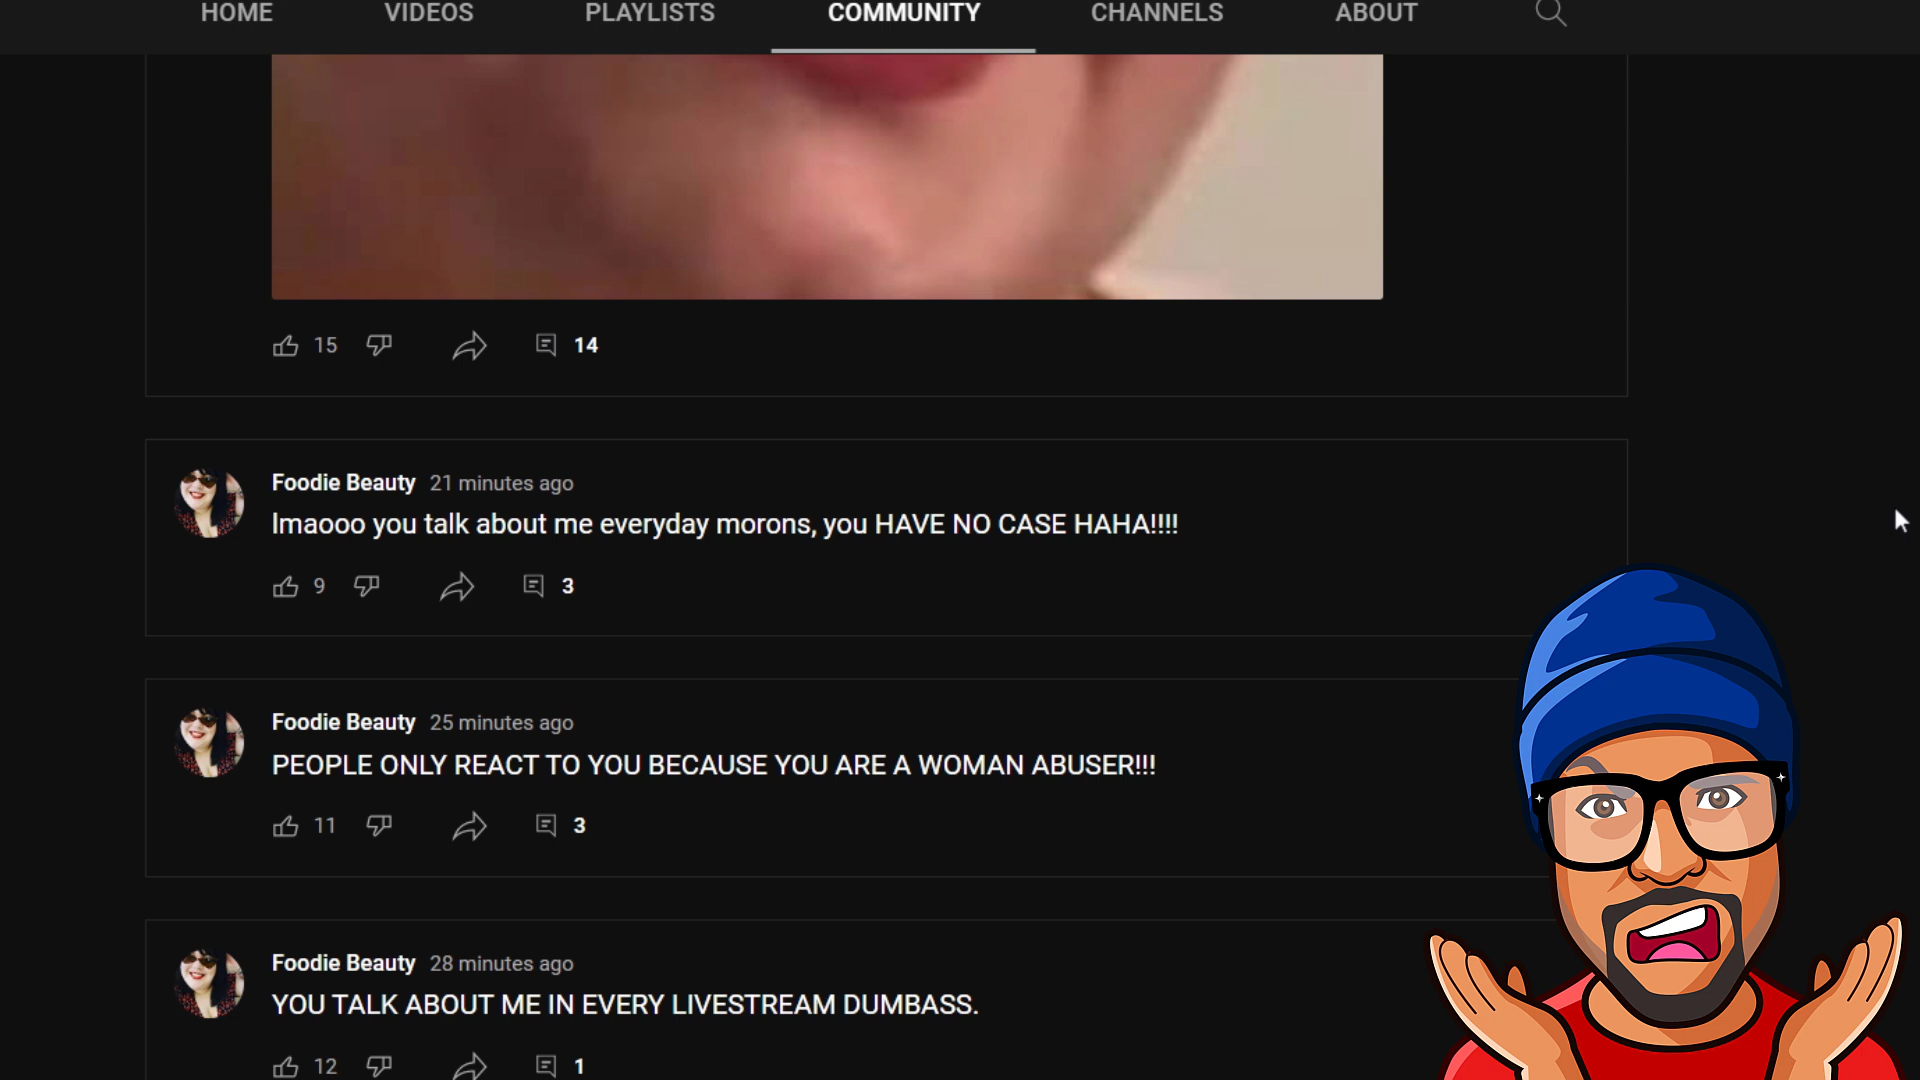 HOME VIDEOS PLAYLISTS COMMUNITY CHANNELS ABOUT
15 14
Foodie Beauty 21 minutes ago
lmaooo you talk about me everyday morons, you HAVE NO CASE HAHA!!!!
9 3
Foodie Beauty 25 minutes ago
PEOPLE ONLY REACT TO YOU BECAUSE YOU ARE A WOMAN ABUSER!!!
11 3
Foodie Beauty 28 minutes ago
YOU TALK ABOUT ME IN EVERY LIVESTREAM DUMBASS.
12 1